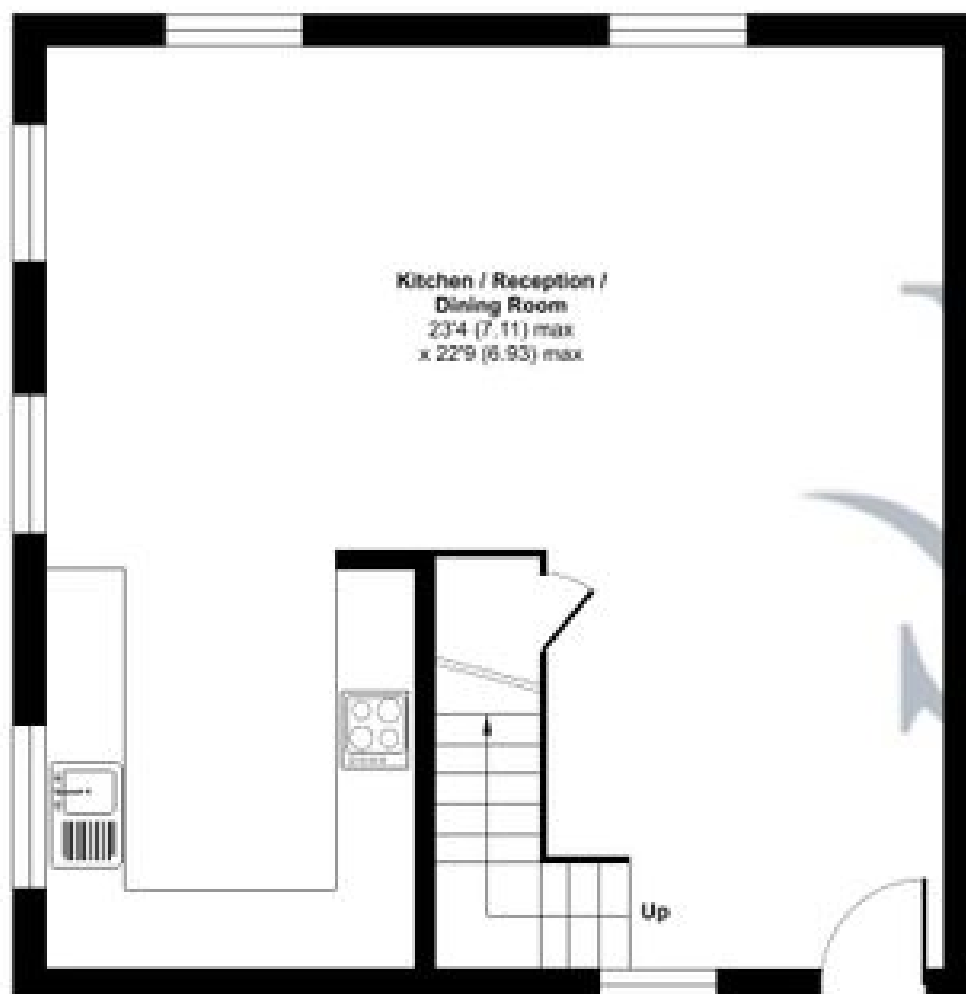 Kitchen / Reception /
Dining Room
23'4 (7.11) max
x 22'9 (6.93) max
Up